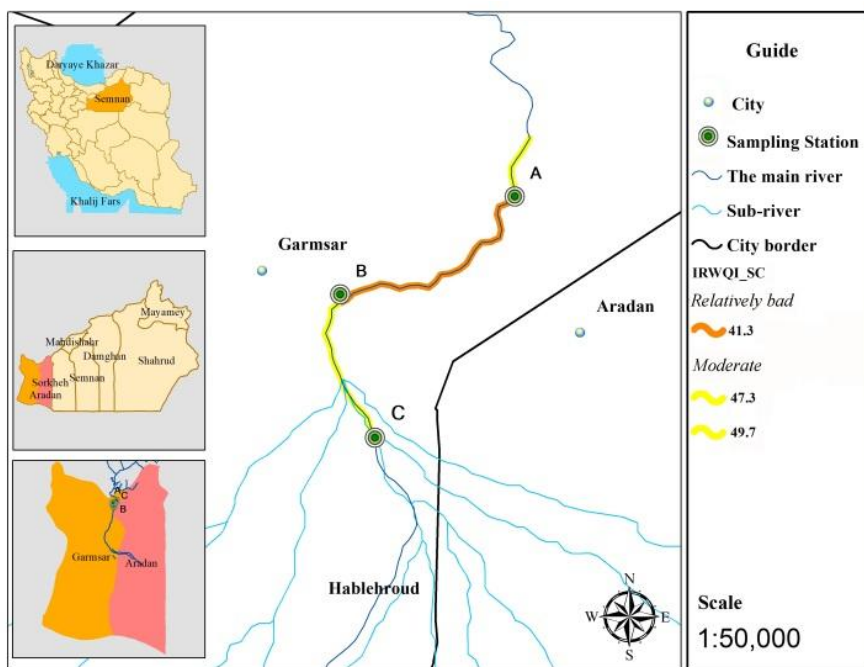 Daryaye Khazar
Semnan
Khalij Fars
Mayamey
Mahdishahr
Damghan
Shahrud
Sorkheh
Semnan
Aradan
A
C
B
Garmsar
Aradan
A
Garmsar
B
Aradan
C
Hablehroud
N
W
E
S
Guide
City
Sampling Station
The main river
Sub-river
City border
IRWQI_SC
Relatively bad
41.3
Moderate
47.3
49.7
Scale
1:50,000